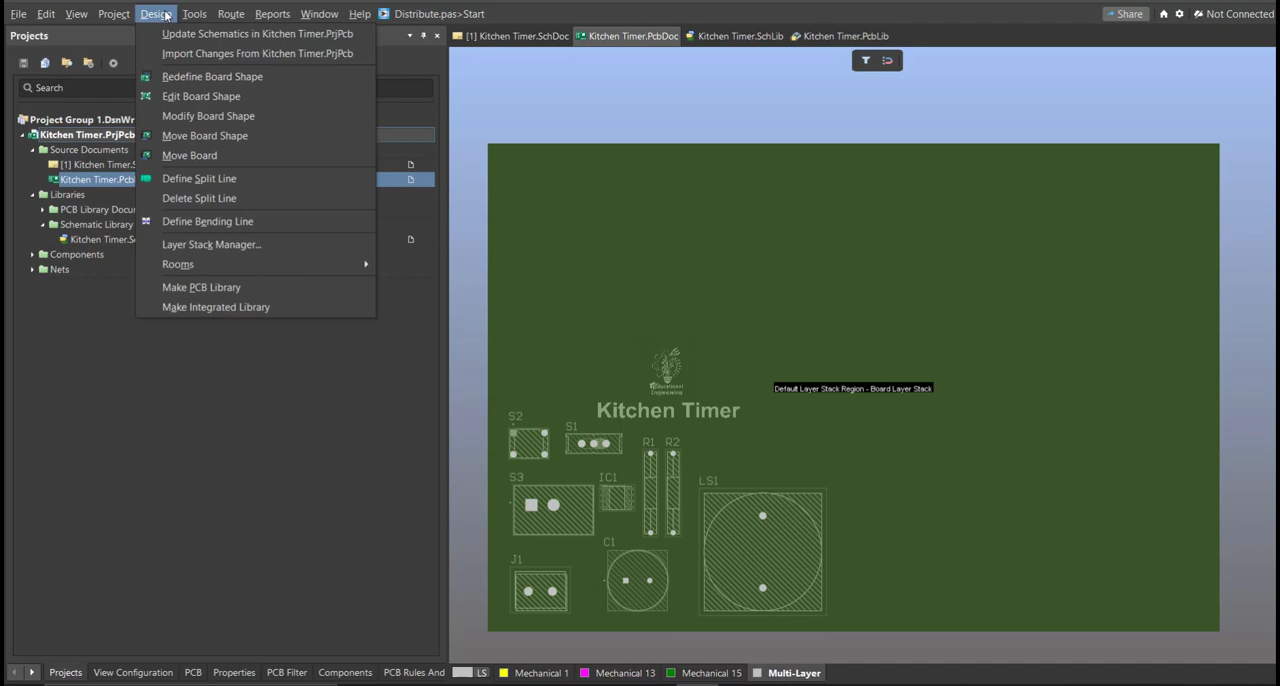 File Edit View Project Design Tools Route Reports Window Help Distribute.pas>Start Share Not Connected
Projects
[1] Kitchen Timer.SchDoc Kitchen Timer.PcbDoc Kitchen Timer.SchLib Kitchen Timer.PcbLib
Search
Project Group 1.DsnWr
Kitchen Timer.PrjPcb
Source Documents
[1] Kitchen Timer.S
Kitchen Timer.Pcb
Libraries
PCB Library Docu
Schematic Library
Kitchen Timer.Sc
Components
Nets
Update Schematics in Kitchen Timer.PrjPcb
Import Changes From Kitchen Timer.PrjPcb
Redefine Board Shape
Edit Board Shape
Modify Board Shape
Move Board Shape
Move Board
Define Split Line
Delete Split Line
Define Bending Line
Layer Stack Manager...
Rooms
Make PCB Library
Make Integrated Library
Educational
Engineering
Default Layer Stack Region - Board Layer Stack
Kitchen Timer
S2
S1
R1 R2
S3
IC1
LS1
C1
J1
Projects View Configuration PCB Properties PCB Filter Components PCB Rules And LS Mechanical 1 Mechanical 13 Mechanical 15 Multi-Layer